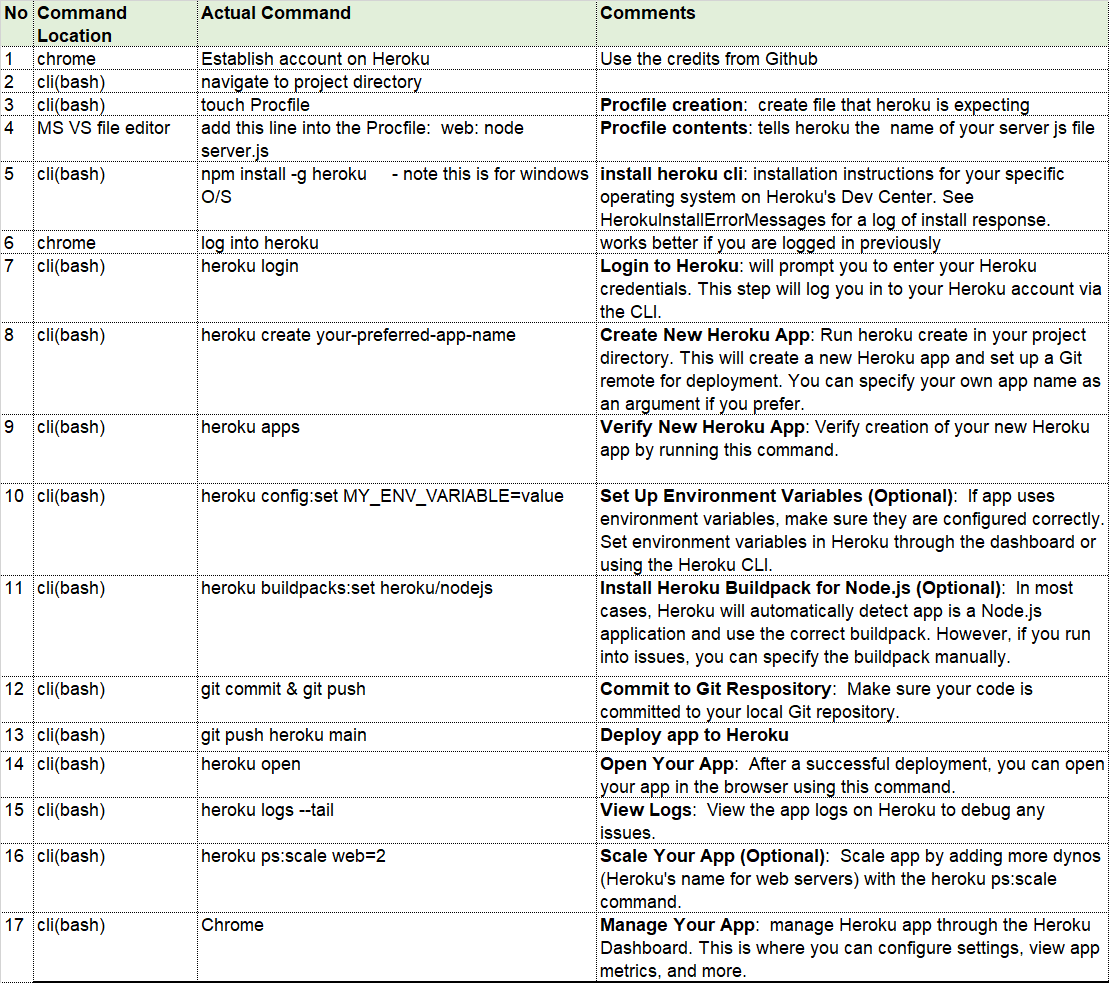 No Command Location Actual Command Comments
1 chrome Establish account on Heroku Use the credits from Github
2 cli(bash) navigate to project directory
3 cli(bash) touch Procfile Procfile creation:  create file that heroku is expecting
4 MS VS file editor add this line into the Procfile:  web: node server.js Procfile contents: tells heroku the  name of your server js file
5 cli(bash) npm install -g heroku     - note this is for windows O/S install heroku cli: installation instructions for your specific operating system on Heroku's Dev Center. See HerokuInstallErrorMessages for a log of install response.
6 chrome log into heroku works better if you are logged in previously
7 cli(bash) heroku login Login to Heroku: will prompt you to enter your Heroku credentials. This step will log you in to your Heroku account via the CLI.
8 cli(bash) heroku create your-preferred-app-name Create New Heroku App: Run heroku create in your project directory. This will create a new Heroku app and set up a Git remote for deployment. You can specify your own app name as an argument if you prefer.
9 cli(bash) heroku apps Verify New Heroku App: Verify creation of your new Heroku app by running this command.
10 cli(bash) heroku config:set MY_ENV_VARIABLE=value Set Up Environment Variables (Optional):  If app uses environment variables, make sure they are configured correctly. Set environment variables in Heroku through the dashboard or using the Heroku CLI.
11 cli(bash) heroku buildpacks:set heroku/nodejs Install Heroku Buildpack for Node.js (Optional):  In most cases, Heroku will automatically detect app is a Node.js application and use the correct buildpack. However, if you run into issues, you can specify the buildpack manually.
12 cli(bash) git commit & git push Commit to Git Respository:  Make sure your code is committed to your local Git repository.
13 cli(bash) git push heroku main Deploy app to Heroku
14 cli(bash) heroku open Open Your App:  After a successful deployment, you can open your app in the browser using this command.
15 cli(bash) heroku logs --tail View Logs:  View the app logs on Heroku to debug any issues.
16 cli(bash) heroku ps:scale web=2 Scale Your App (Optional):  Scale app by adding more dynos (Heroku's name for web servers) with the heroku ps:scale command.
17 cli(bash) Chrome Manage Your App:  manage Heroku app through the Heroku Dashboard. This is where you can configure settings, view app metrics, and more.